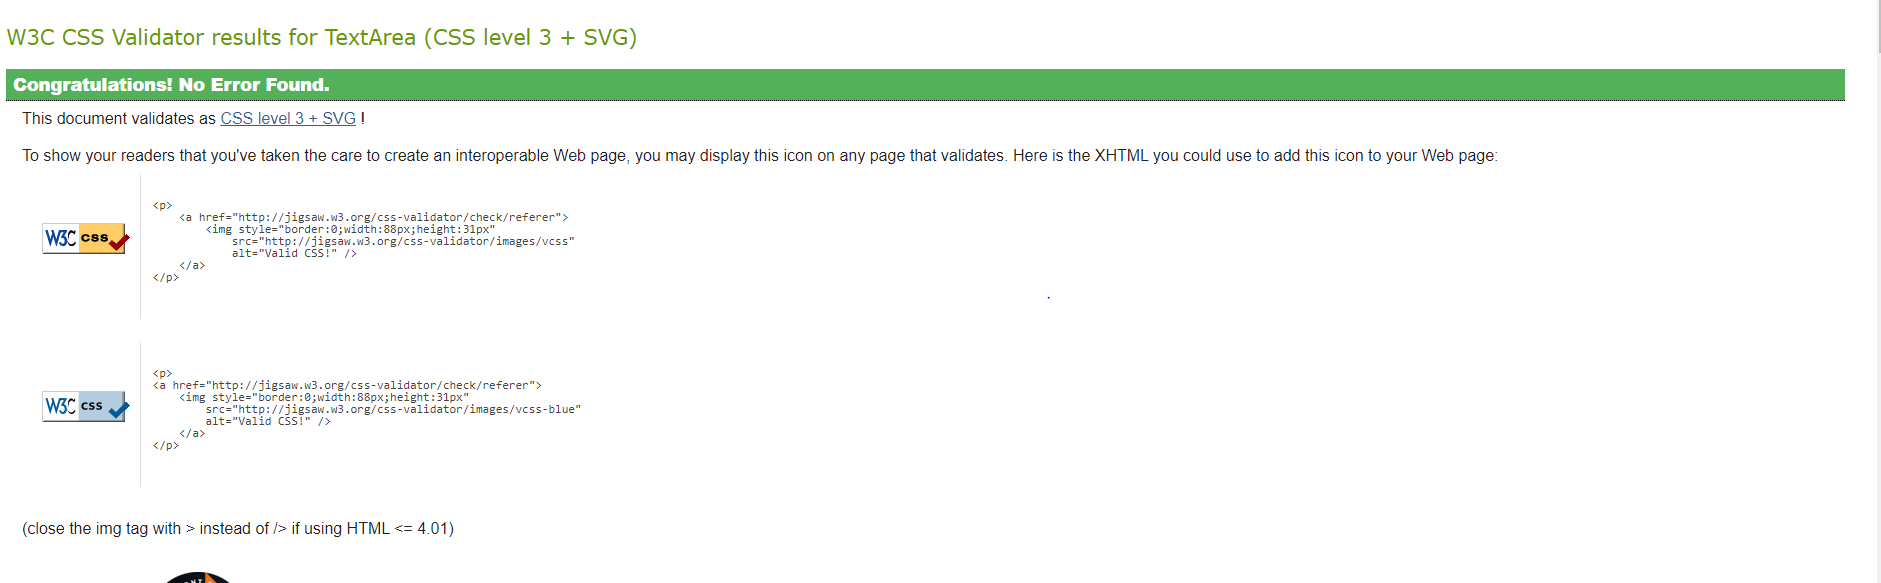 W3C CSS Validator results for TextArea (CSS level 3 + SVG)
Congratulations! No Error Found.
This document validates as CSS level 3 + SVG !
To show your readers that you've taken the care to create an interoperable Web page, you may display this icon on any page that validates. Here is the XHTML you could use to add this icon to your Web page:
W3C css
<p>
    <a href="http://jigsaw.w3.org/css-validator/check/referer">
        <img style="border:0;width:88px;height:31px"
            src="http://jigsaw.w3.org/css-validator/images/vcss"
            alt="Valid CSS!" />
    </a>
</p>
W3C css
<p>
<a href="http://jigsaw.w3.org/css-validator/check/referer">
    <img style="border:0;width:88px;height:31px"
        src="http://jigsaw.w3.org/css-validator/images/vcss-blue"
        alt="Valid CSS!" />
    </a>
</p>
(close the img tag with > instead of /> if using HTML <= 4.01)